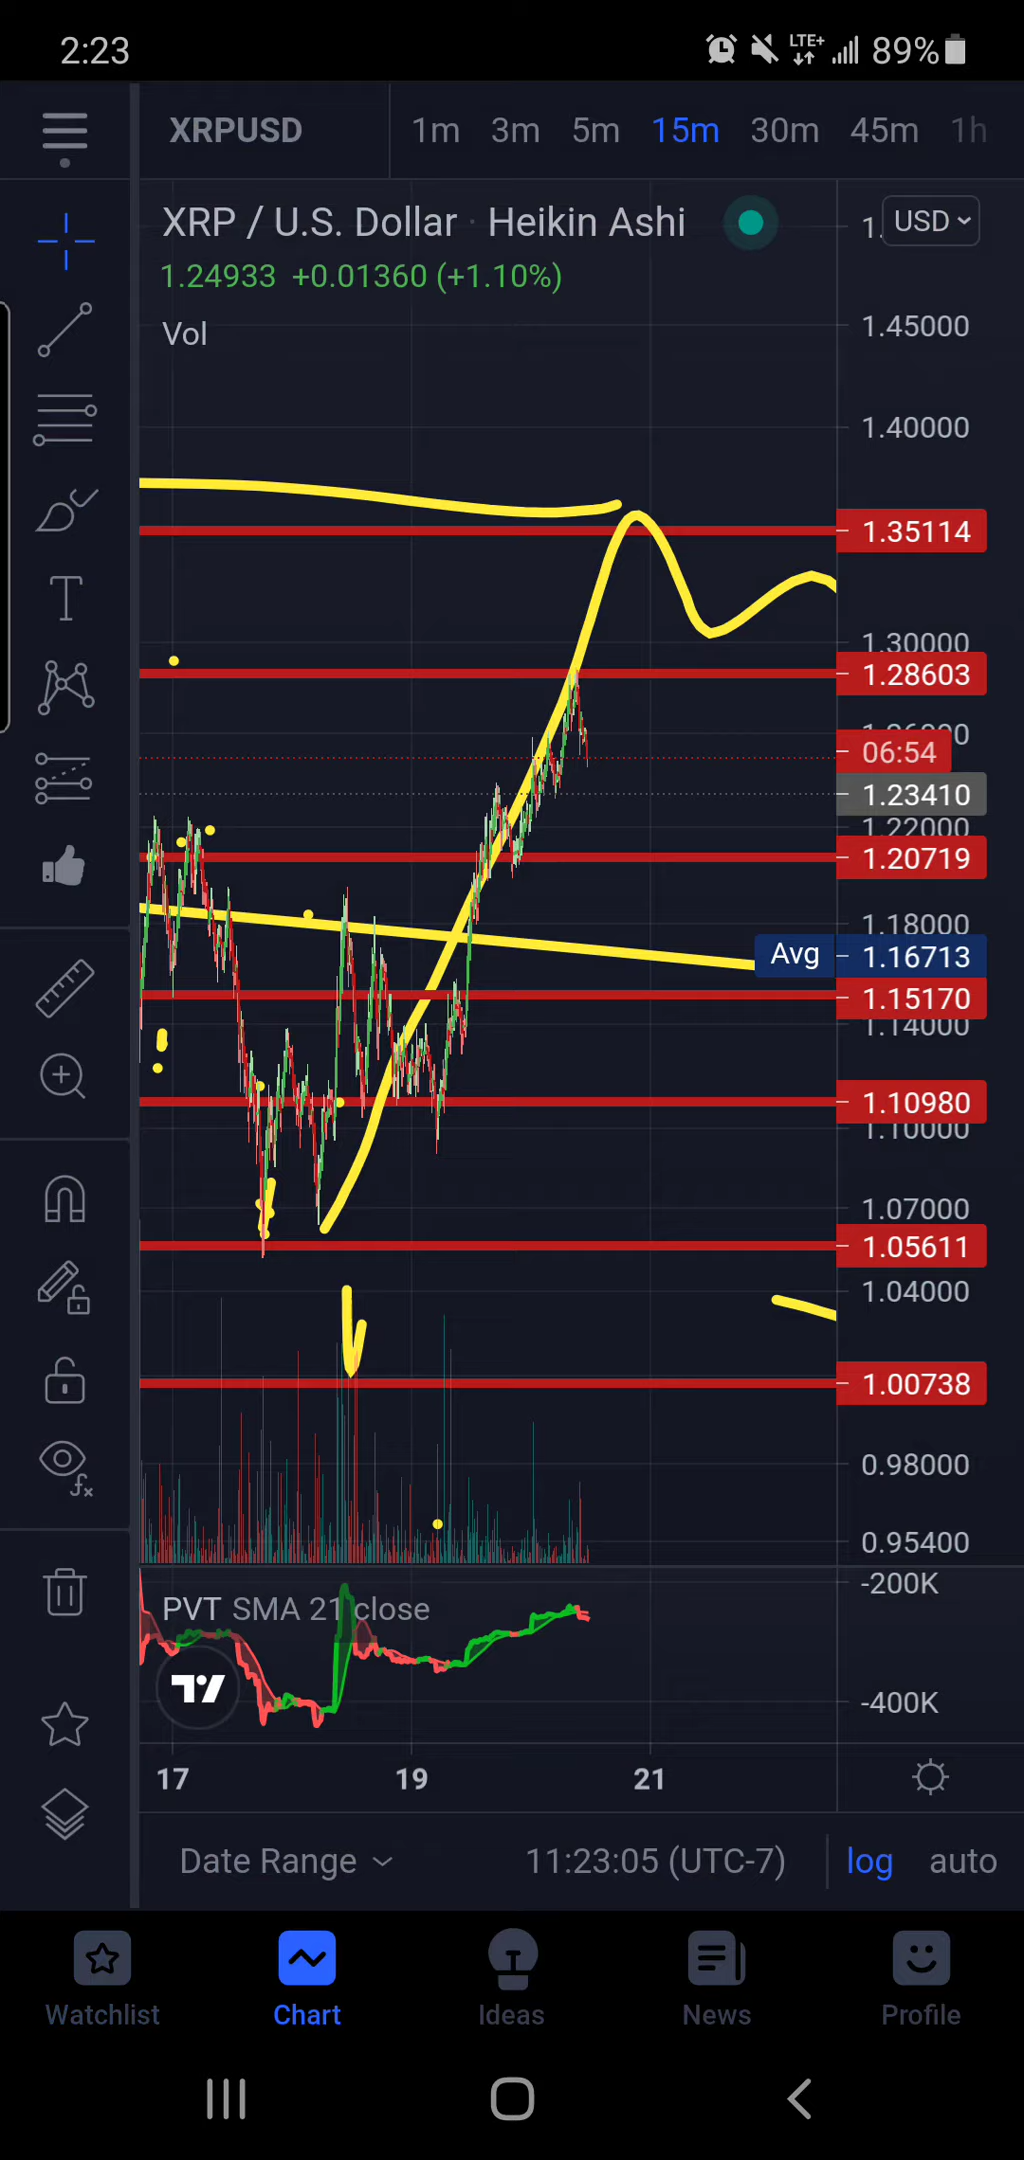 2:23 LTE+ 89%
XRPUSD 1m 3m 5m 15m 30m 45m 1h
XRP / U.S. Dollar · Heikin Ashi
USD
1.24933 +0.01360 (+1.10%)
Vol
1.45000
1.40000
1.35114
1.30000
1.28603
06:54
1.23410
1.22000
1.20719
1.18000
Avg 1.16713
1.15170
1.14000
1.10980
1.10000
1.07000
1.05611
1.04000
1.00738
0.98000
0.95400
-200K
PVT SMA 21 close
-400K
17 19 21
Date Range 11:23:05 (UTC-7) log auto
Watchlist Chart Ideas News Profile